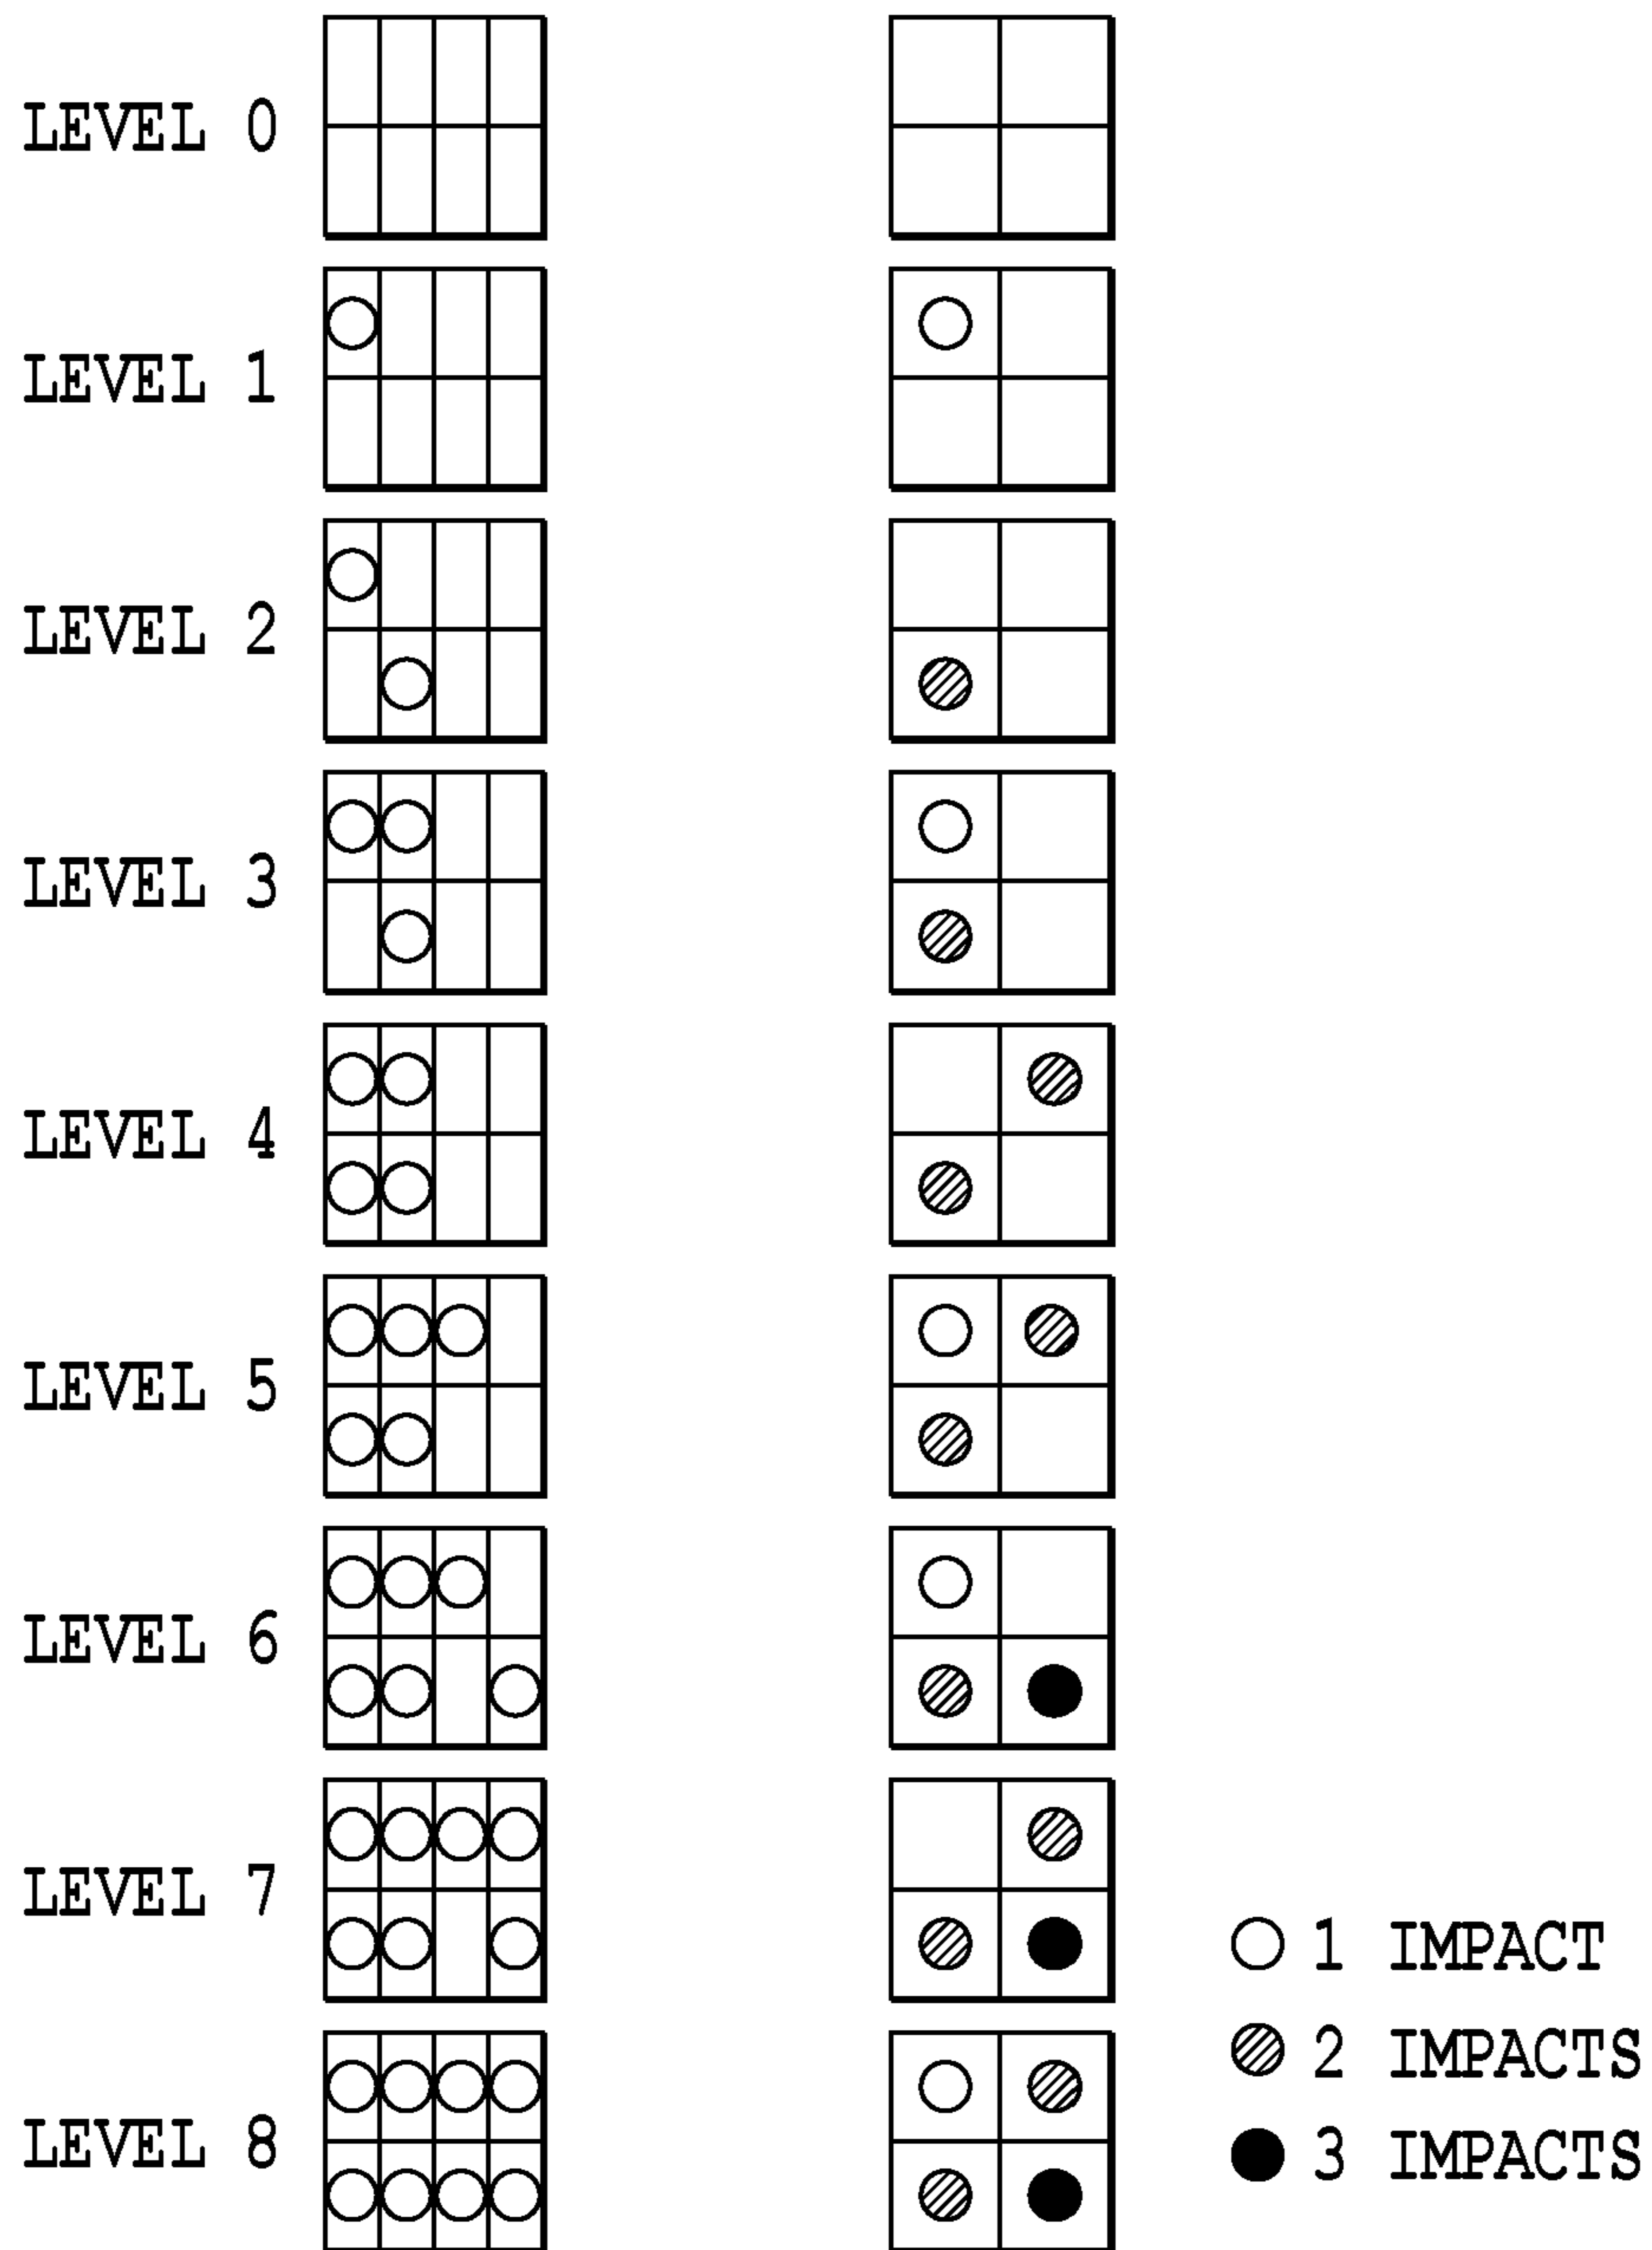 LEVEL 0
LEVEL 1
LEVEL 2
LEVEL 3
LEVEL 4
LEVEL 5
LEVEL 6
LEVEL 7
1 IMPACT
2 IMPACTS
LEVEL 8
3 IMPACTS